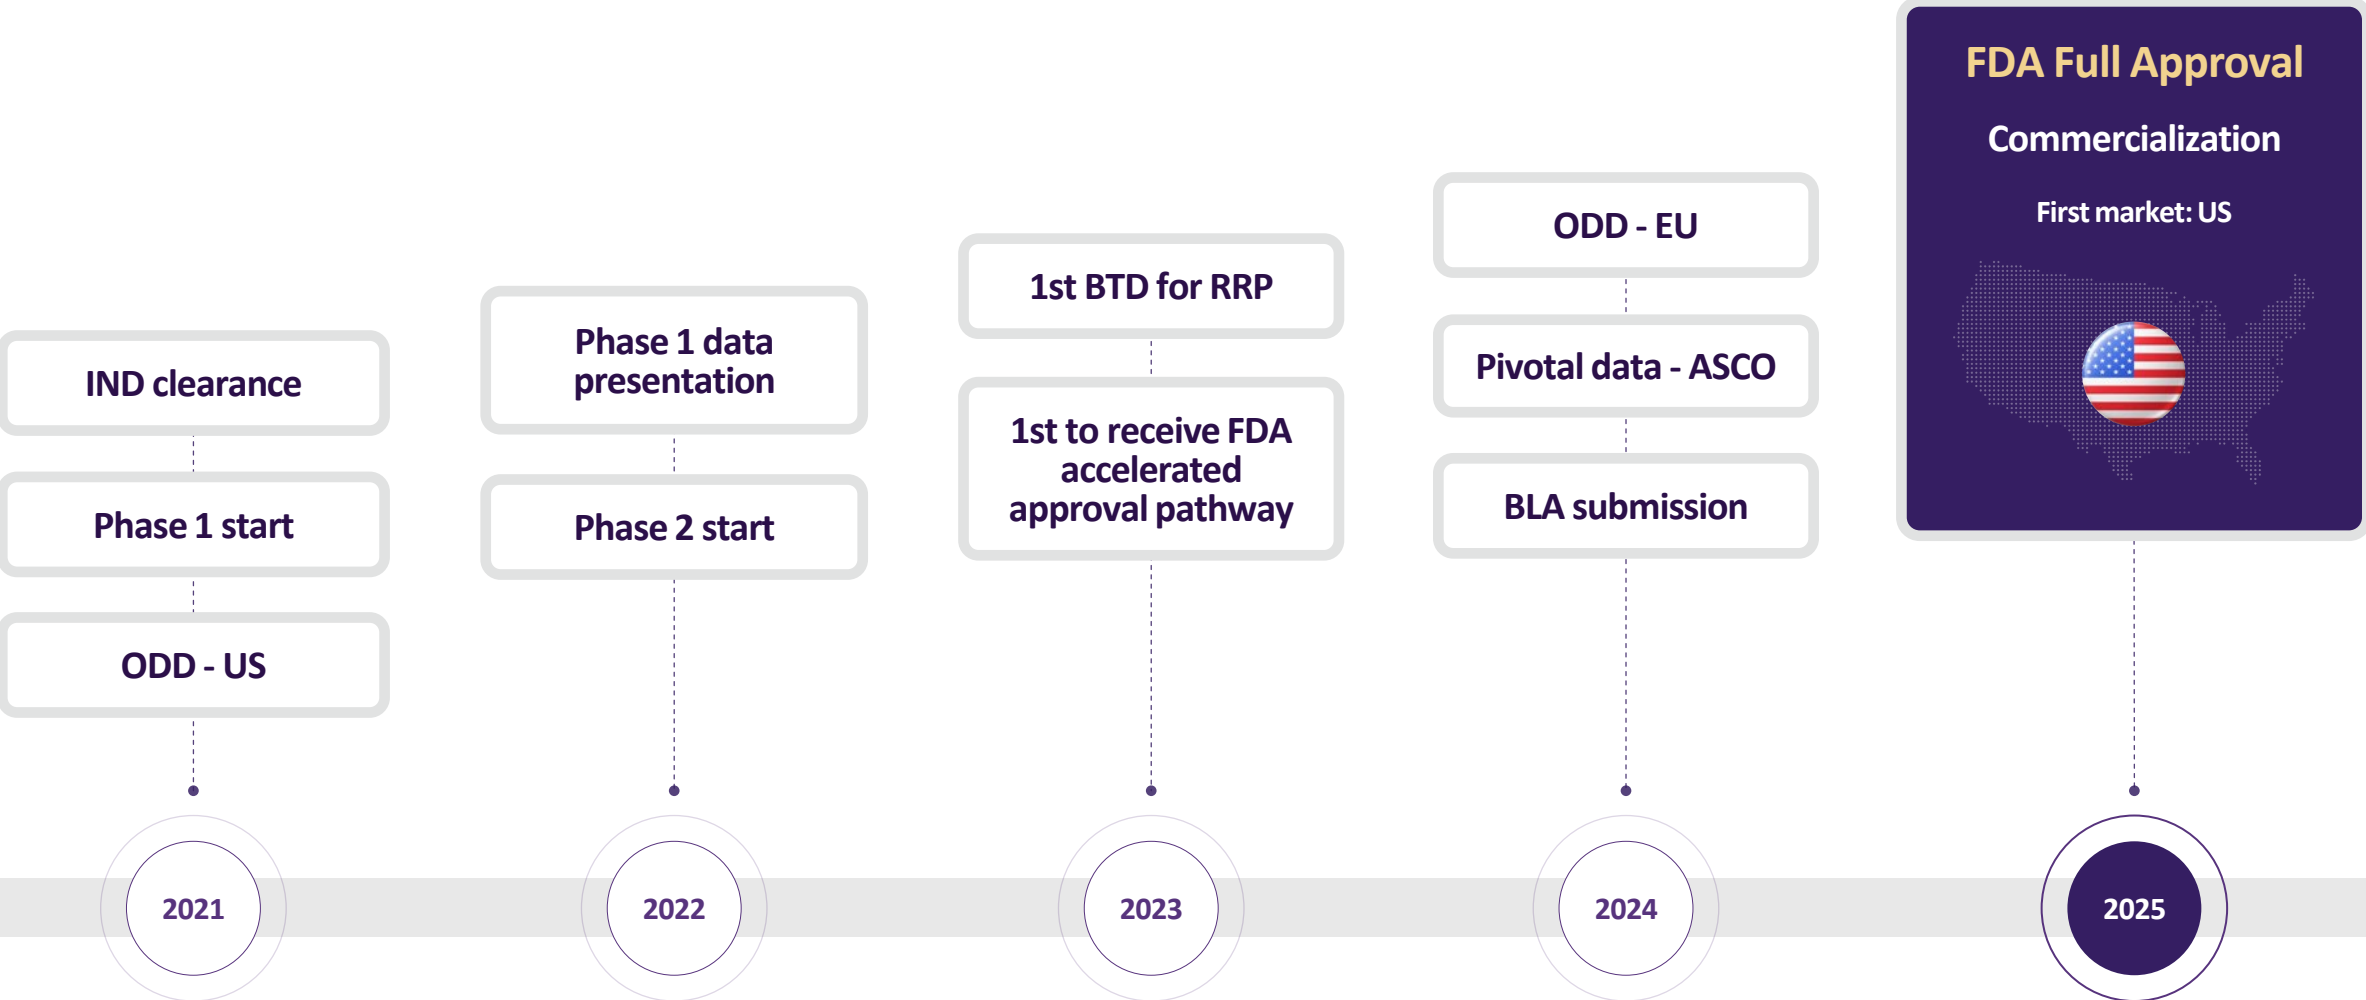 IND clearance
Phase 1 start
ODD - US
2021
Phase 1 data
presentation
Phase 2 start
2022
1st BTD for RRP
1st to receive FDA
accelerated
approval pathway
2023
ODD - EU
Pivotal data - ASCO
BLA submission
2024
FDA Full Approval
Commercialization
First market: US
2025